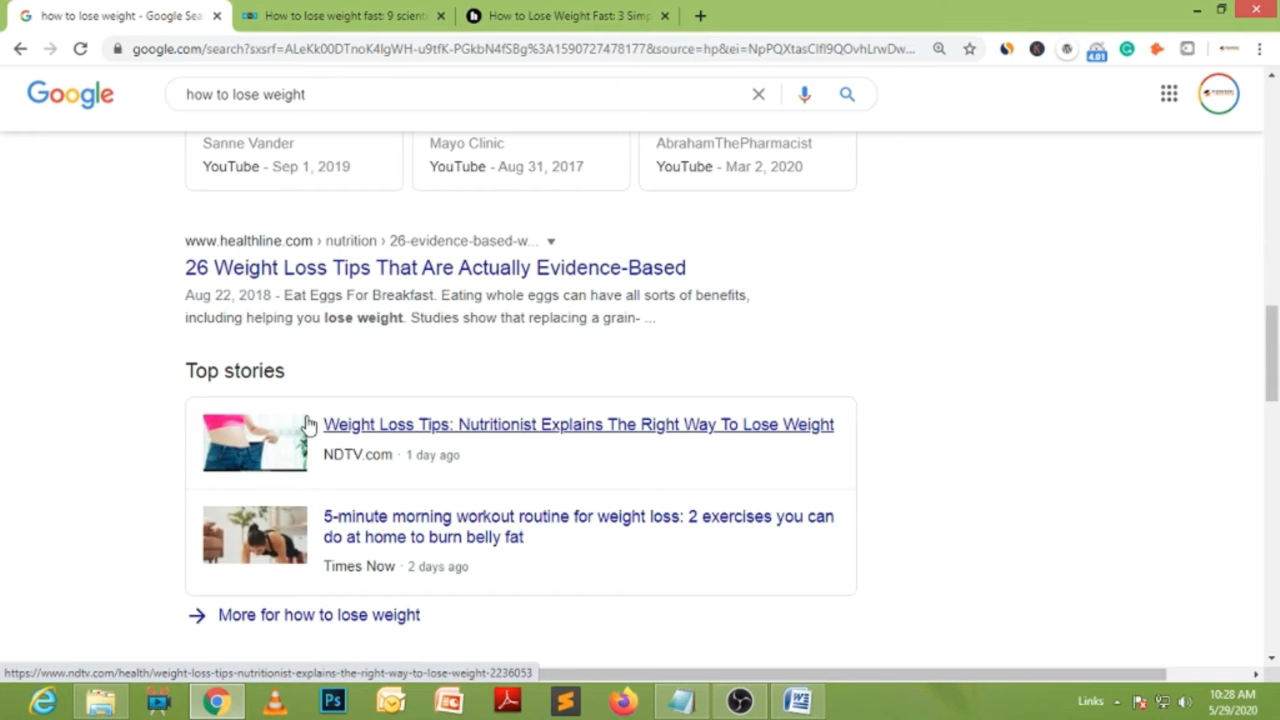 how to lose weight - Google Sea
How to lose weight fast: 9 scient
How to Lose Weight Fast: 3 Simp
google.com/search?sxsrf=ALeKk00DTnoK4lgWH-u9tfK-PGkbN4fSBg%3A1590727478177&source=hp&ei=NpPQXtasClfl9QOvhLrwDw...
4.01
Google
how to lose weight
Sanne Vander
YouTube - Sep 1, 2019
Mayo Clinic
YouTube - Aug 31, 2017
AbrahamThePharmacist
YouTube - Mar 2, 2020
www.healthline.com › nutrition › 26-evidence-based-w...
26 Weight Loss Tips That Are Actually Evidence-Based
Aug 22, 2018 - Eat Eggs For Breakfast. Eating whole eggs can have all sorts of benefits,
including helping you lose weight. Studies show that replacing a grain- ...
Top stories
Weight Loss Tips: Nutritionist Explains The Right Way To Lose Weight
NDTV.com · 1 day ago
5-minute morning workout routine for weight loss: 2 exercises you can
do at home to burn belly fat
Times Now · 2 days ago
More for how to lose weight
https://www.ndtv.com/health/weight-loss-tips-nutritionist-explains-the-right-way-to-lose-weight-2236053
Links
10:28 AM
5/29/2020